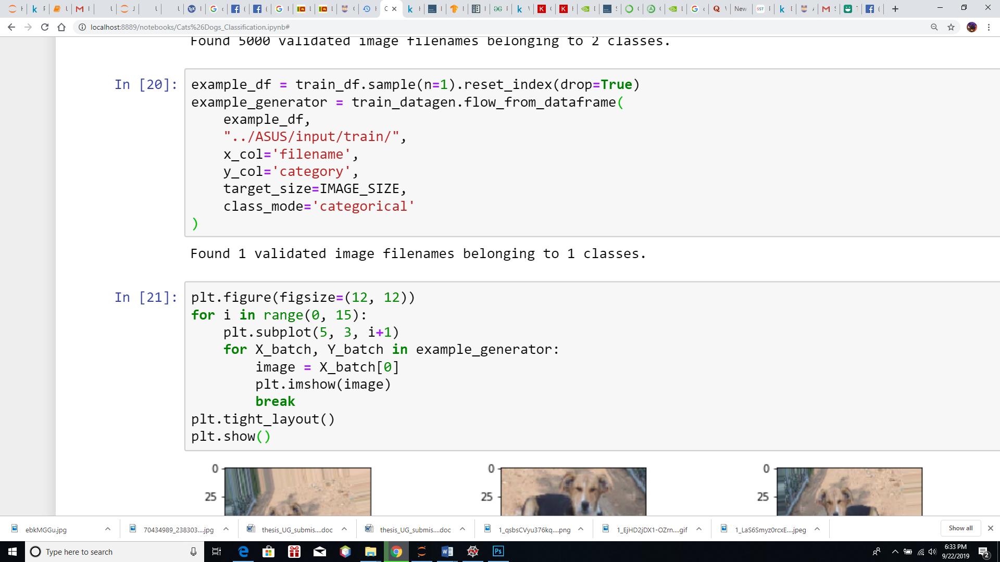 New
localhost:8889/notebooks/Cats%26Dogs_Classification.ipynb#
Found 5000 validated image filenames belonging to 2 classes.
In [20]:
example_df = train_df.sample(n=1).reset_index(drop=True)
example_generator = train_datagen.flow_from_dataframe(
    example_df,
    "../ASUS/input/train/",
    x_col='filename',
    y_col='category',
    target_size=IMAGE_SIZE,
    class_mode='categorical'
)
Found 1 validated image filenames belonging to 1 classes.
In [21]:
plt.figure(figsize=(12, 12))
for i in range(0, 15):
    plt.subplot(5, 3, i+1)
    for X_batch, Y_batch in example_generator:
        image = X_batch[0]
        plt.imshow(image)
        break
plt.tight_layout()
plt.show()
0 0 0
25 25 25
ebkMGGu.jpg 70434989_238303....jpg thesis_UG_submis....doc thesis_UG_submis....doc 1_qsbsCVyu376kq....png 1_EjHD2jDX1-OZrn....gif 1_LaS6Smyz0rcxE....jpeg Show all
Type here to search
Ps
6:33 PM
9/22/2019
2